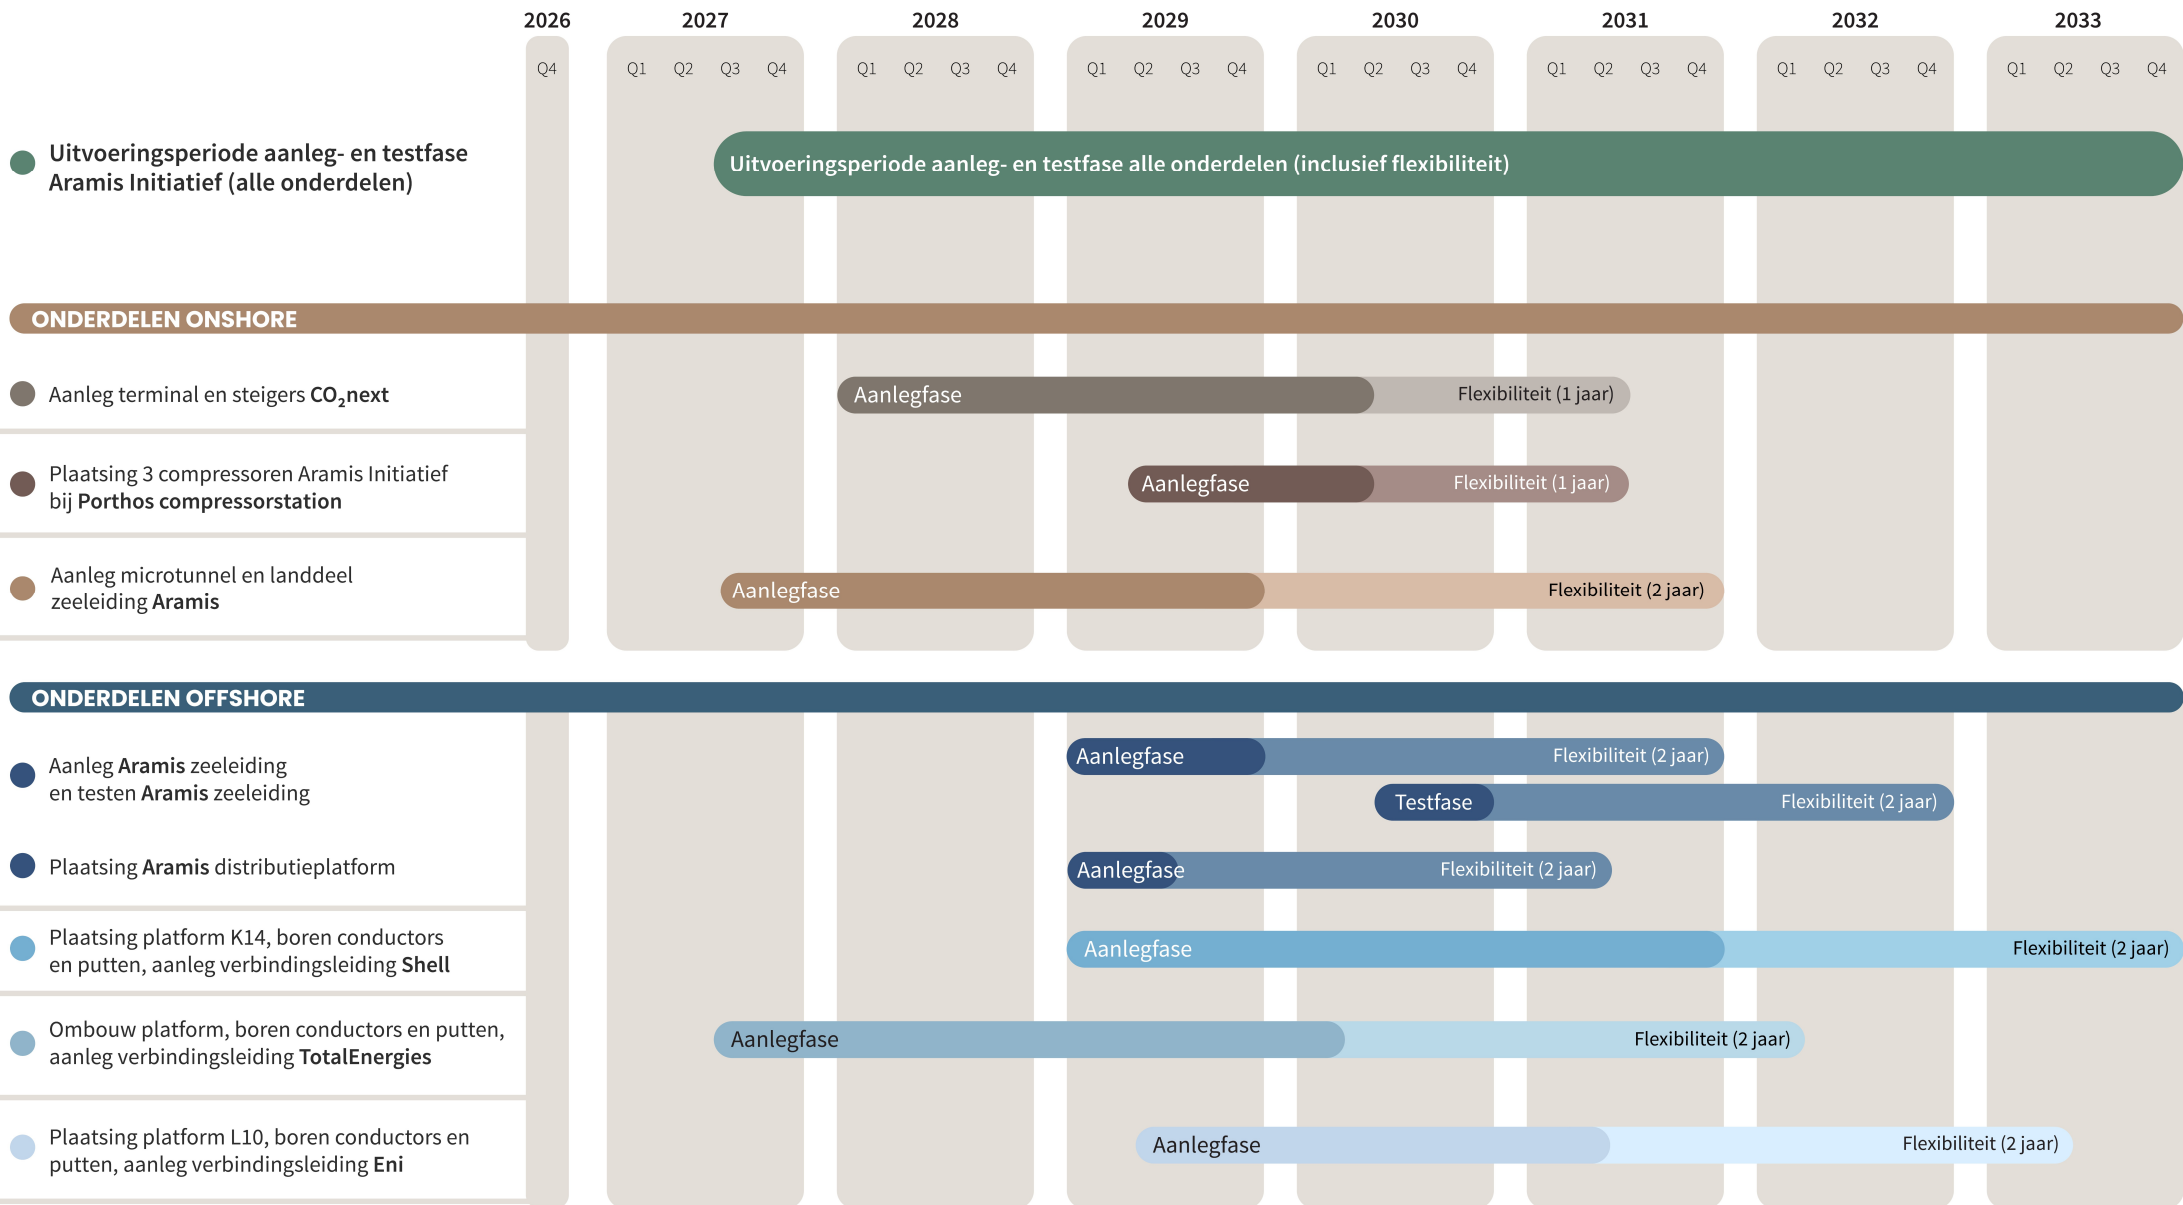 2026 2027 2028 2029 2030 2031 2032 2033
Q4 Q1 Q2 Q3 Q4 Q1 Q2 Q3 Q4 Q1 Q2 Q3 Q4 Q1 Q2 Q3 Q4 Q1 Q2 Q3 Q4 Q1 Q2 Q3 Q4 Q1 Q2 Q3 Q4
Uitvoeringsperiode aanleg- en testfase
Aramis Initiatief (alle onderdelen)
Uitvoeringsperiode aanleg- en testfase alle onderdelen (inclusief flexibiliteit)
ONDERDELEN ONSHORE
Aanleg terminal en steigers CO₂next
Aanlegfase
Flexibiliteit (1 jaar)
Plaatsing 3 compressoren Aramis Initiatief
bij Porthos compressorstation
Aanlegfase
Flexibiliteit (1 jaar)
Aanleg microtunnel en landdeel
zeeleiding Aramis
Aanlegfase
Flexibiliteit (2 jaar)
ONDERDELEN OFFSHORE
Aanleg Aramis zeeleiding
en testen Aramis zeeleiding
Aanlegfase
Flexibiliteit (2 jaar)
Testfase
Flexibiliteit (2 jaar)
Plaatsing Aramis distributieplatform
Aanlegfase
Flexibiliteit (2 jaar)
Plaatsing platform K14, boren conductors
en putten, aanleg verbindingsleiding Shell
Aanlegfase
Flexibiliteit (2 jaar)
Ombouw platform, boren conductors en putten,
aanleg verbindingsleiding TotalEnergies
Aanlegfase
Flexibiliteit (2 jaar)
Plaatsing platform L10, boren conductors en
putten, aanleg verbindingsleiding Eni
Aanlegfase
Flexibiliteit (2 jaar)